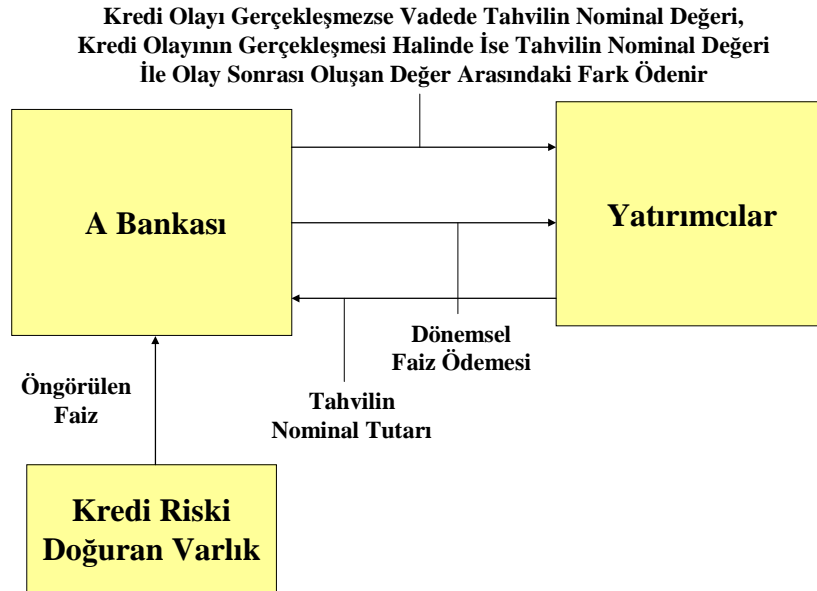 Kredi Olayı Gerçekleşmezse Vadede Tahvilin Nominal Değeri,
Kredi Olayının Gerçekleşmesi Halinde İse Tahvilin Nominal Değeri
İle Olay Sonrası Oluşan Değer Arasındaki Fark Ödenir
A Bankası
Yatırımcılar
Dönemsel
Faiz Ödemesi
Öngörülen
Faiz
Tahvilin
Nominal Tutarı
Kredi Riski
Doğuran Varlık